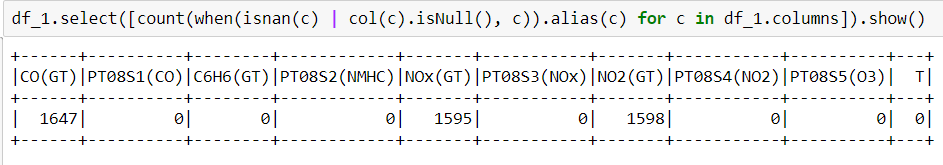 df_1.select([count(when(isnan(c) | col(c).isNull(), c)).alias(c) for c in df_1.columns]).show()
+------+-----------+--------+-------------+-------+------------+-------+------------+-----------+---+
|CO(GT)|PT08S1(CO)|C6H6(GT)|PT08S2(NMHC)|NOx(GT)|PT08S3(NOx)|NO2(GT)|PT08S4(NO2)|PT08S5(O3)|  T|
+------+----------+--------+------------+-------+-----------+-------+-----------+----------+---+
|  1647|         0|       0|           0|   1595|          0|   1598|          0|         0|  0|
+------+----------+--------+------------+-------+-----------+-------+-----------+----------+---+